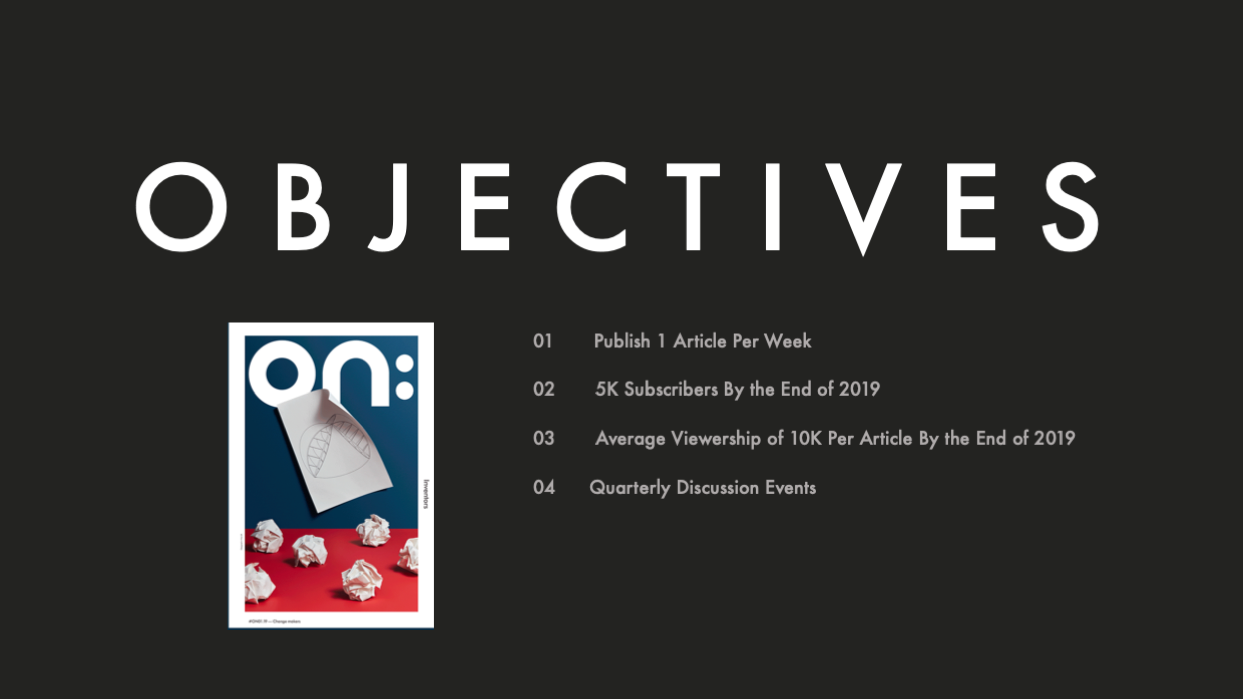 OBJECTIVES
on:
Inventors
01 Publish 1 Article Per Week
02 5K Subscribers By the End of 2019
03 Average Viewership of 10K Per Article By the End of 2019
04 Quarterly Discussion Events